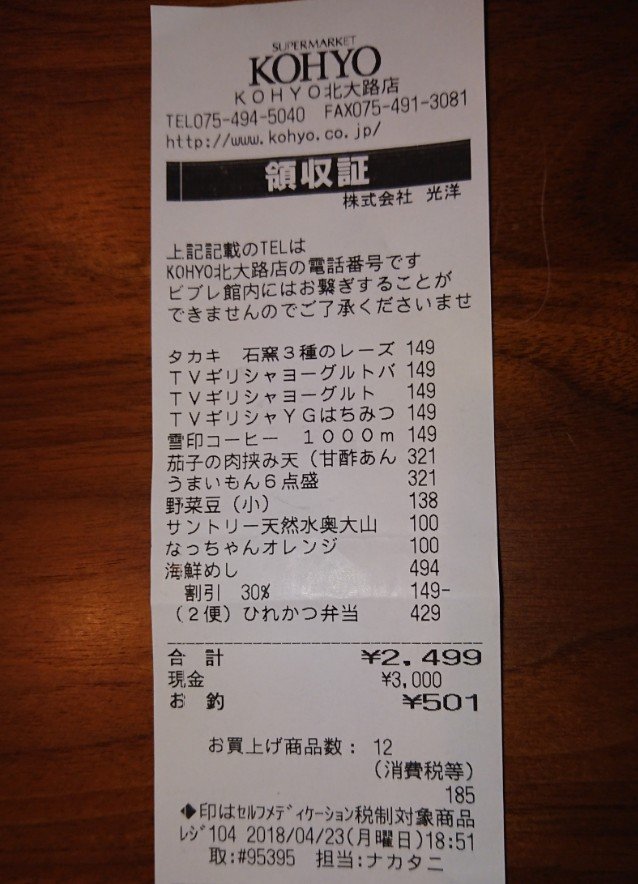 SUPERMARKET
KOHYO
KOHYO北大路店
TEL075-494-5040 FAX075-491-3081
http://www.kohyo.co.jp/
領収証
株式会社 光洋
上記記載のTELは
KOHYO北大路店の電話番号です
ビブレ館内にはお繋ぎすることが
できませんのでご了承くださいませ
タカキ 石窯3種のレーズ 149
TVギリシャヨーグルトバ 149
TVギリシャヨーグルト 149
TVギリシャYGはちみつ 149
雪印コーヒー 1000m 149
茄子の肉挟み天(甘酢あん 321
うまいもん6点盛 321
野菜豆(小) 138
サントリー天然水奥大山 100
なっちゃんオレンジ 100
海鮮めし 494
割引 30% 149-
(2便)ひれかつ弁当 429
合 計 ¥2,499
現金 ¥3,000
お 釣 ¥501
お買上げ商品数: 12
(消費税等)
185
◆印はセルフメディケーション税制対象商品
レジ104 2018/04/23(月曜日)18:51
取:#95395 担当:ナカタニ